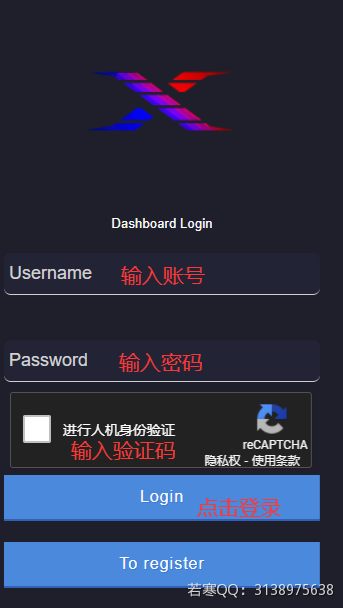 Dashboard Login
Username 输入账号
Password 输入密码
进行人机身份验证
输入验证码
reCAPTCHA
隐私权 - 使用条款
Login 点击登录
To register
若寒QQ：3138975638